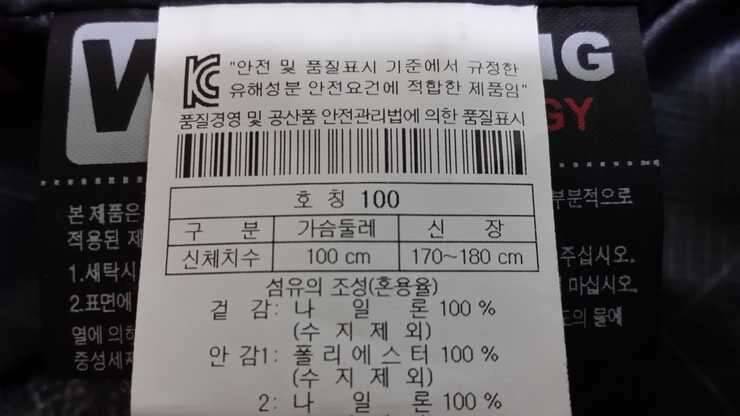 W
NG
GY
KC
"안전 및 품질표시 기준에서 규정한
유해성분 안전요건에 적합한 제품임"
품질경영 및 공산품 안전관리법에 의한 품질표시
호 칭 100
구 분 가슴둘레 신 장
신체치수 100 cm 170~180 cm
섬유의 조성(혼용율)
겉 감: 나 일 론 100 %
(수 지 제 외)
안 감1: 폴리에스터 100 %
(수 지 제 외)
2: 나 일 론 100 %
본 제품은
적용된 제
1.세탁시
2.표면에
열에 의하
중성세제
부분적으로
주십시오.
마십시오.
도의 물에